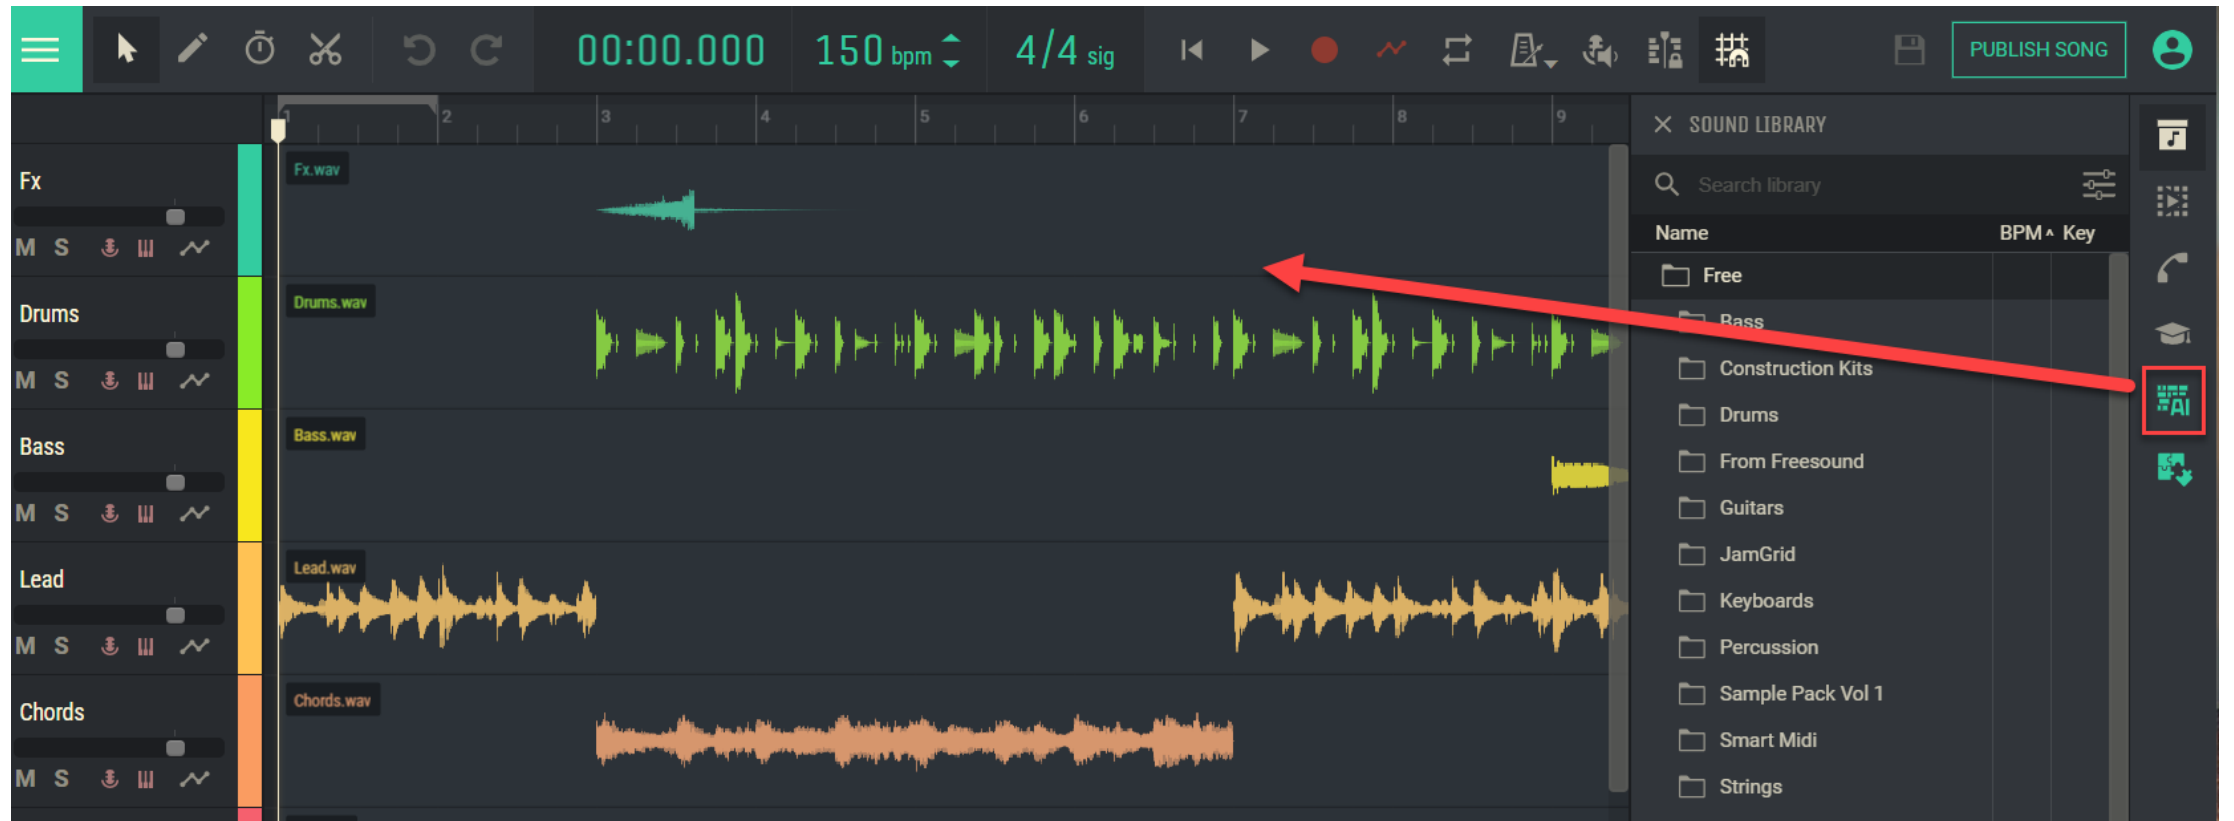 00:00.000 150 bpm 4/4 sig PUBLISH SONG
1 2 3 4 5 6 7 8 9
SOUND LIBRARY
Search library
Name BPM ^ Key
Free
Bass
Construction Kits
Drums
From Freesound
Guitars
JamGrid
Keyboards
Percussion
Sample Pack Vol 1
Smart Midi
Strings
AI
Fx
M S
Fx.wav
Drums
M S
Drums.wav
Bass
M S
Bass.wav
Lead
M S
Lead.wav
Chords
M S
Chords.wav